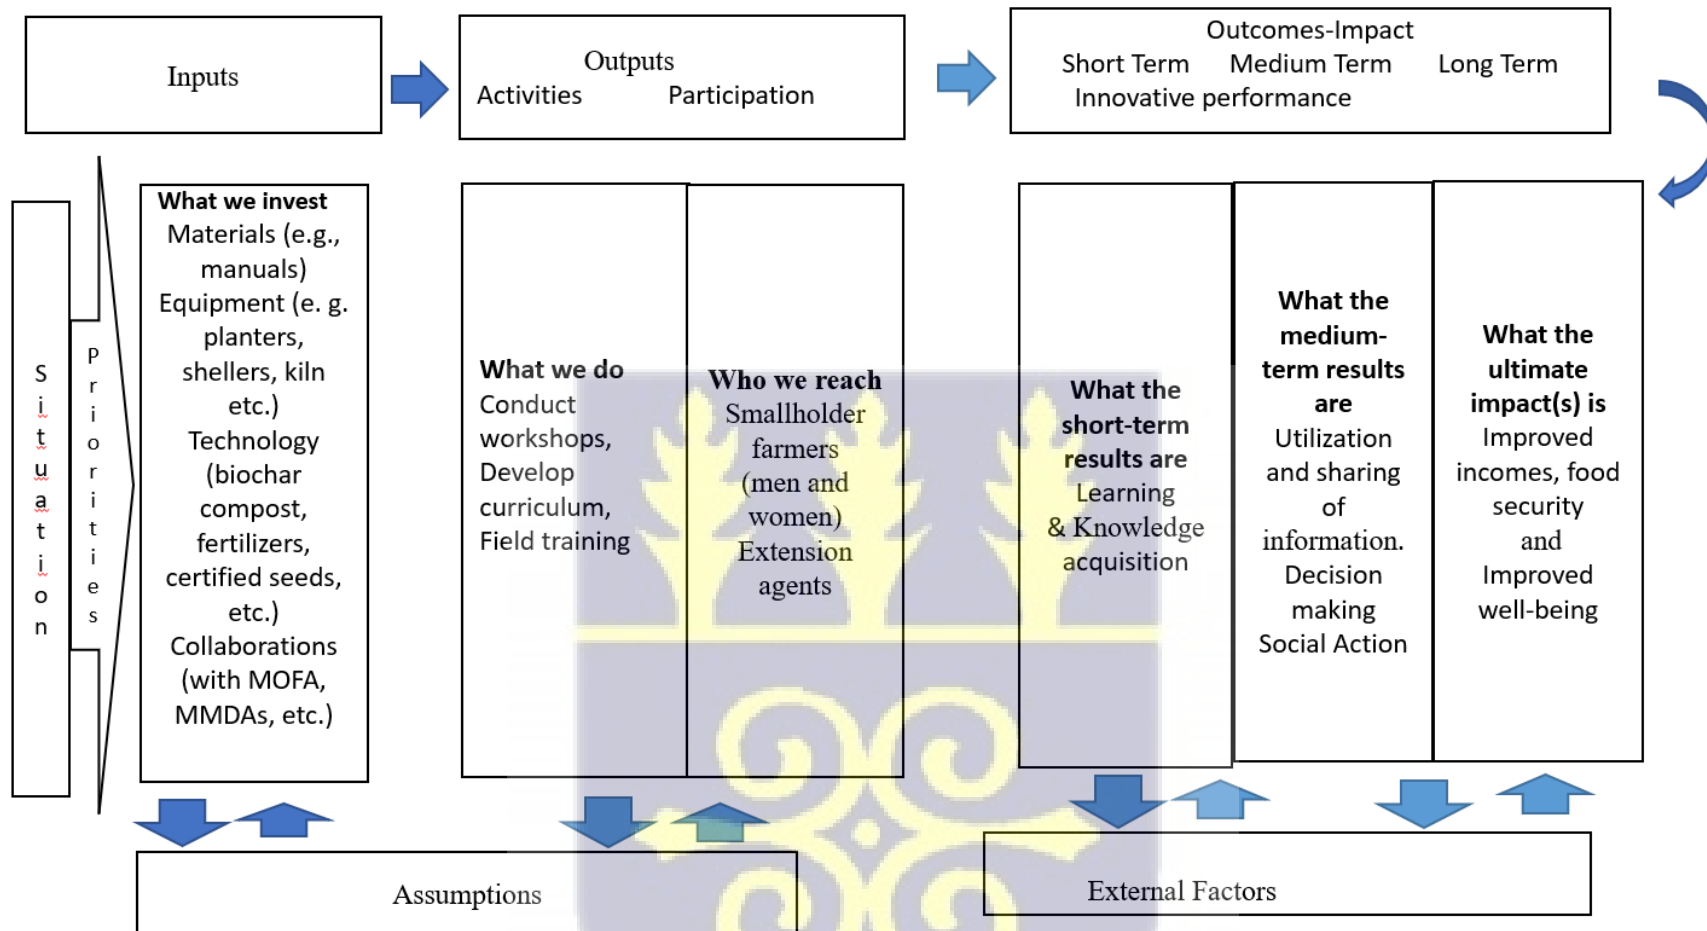 Inputs
Outputs
Activities Participation
Outcomes-Impact
Short Term Medium Term Long Term
Innovative performance
Situation
Priorities
What we invest
Materials (e.g.,
manuals)
Equipment (e. g.
planters,
shellers, kiln
etc.)
Technology
(biochar
compost,
fertilizers,
certified seeds,
etc.)
Collaborations
(with MOFA,
MMDAs, etc.)
What we do
Conduct
workshops,
Develop
curriculum,
Field training
Who we reach
Smallholder
farmers
(men and
women)
Extension
agents
What the
short-term
results are
Learning
& Knowledge
acquisition
What the
medium-
term results
are
Utilization
and sharing
of
information.
Decision
making
Social Action
What the
ultimate
impact(s) is
Improved
incomes, food
security
and
Improved
well-being
Assumptions
External Factors